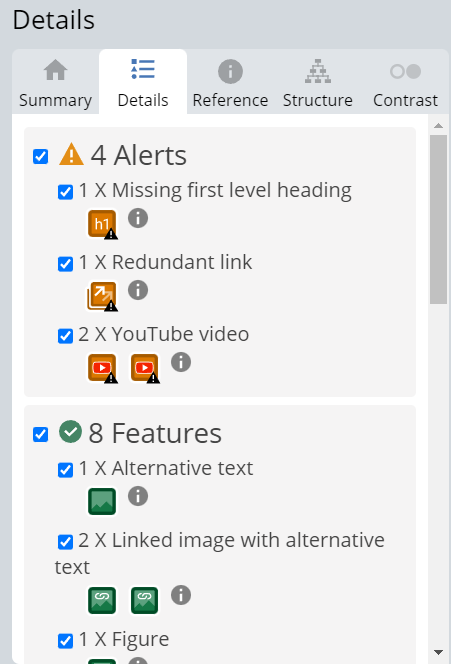 Details
Summary
Details
Reference
Structure
Contrast
4 Alerts
1 X Missing first level heading
h1
1 X Redundant link
2 X YouTube video
8 Features
1 X Alternative text
2 X Linked image with alternative
text
1 X Figure